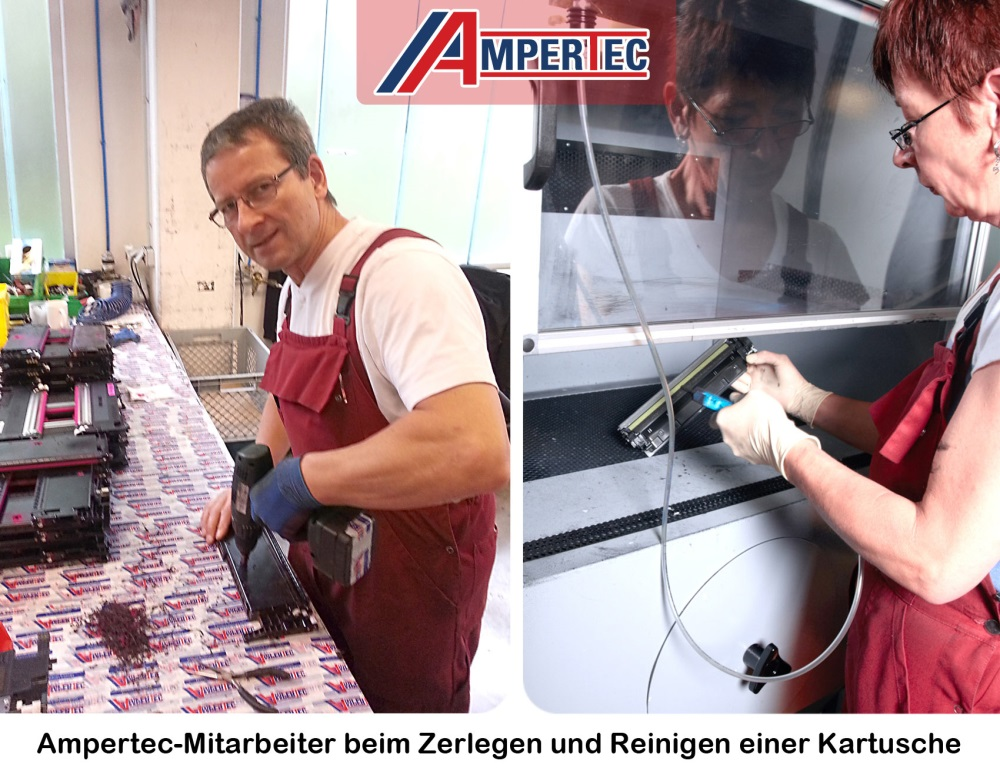 AMPERTEC
Ampertec-Mitarbeiter beim Zerlegen und Reinigen einer Kartusche